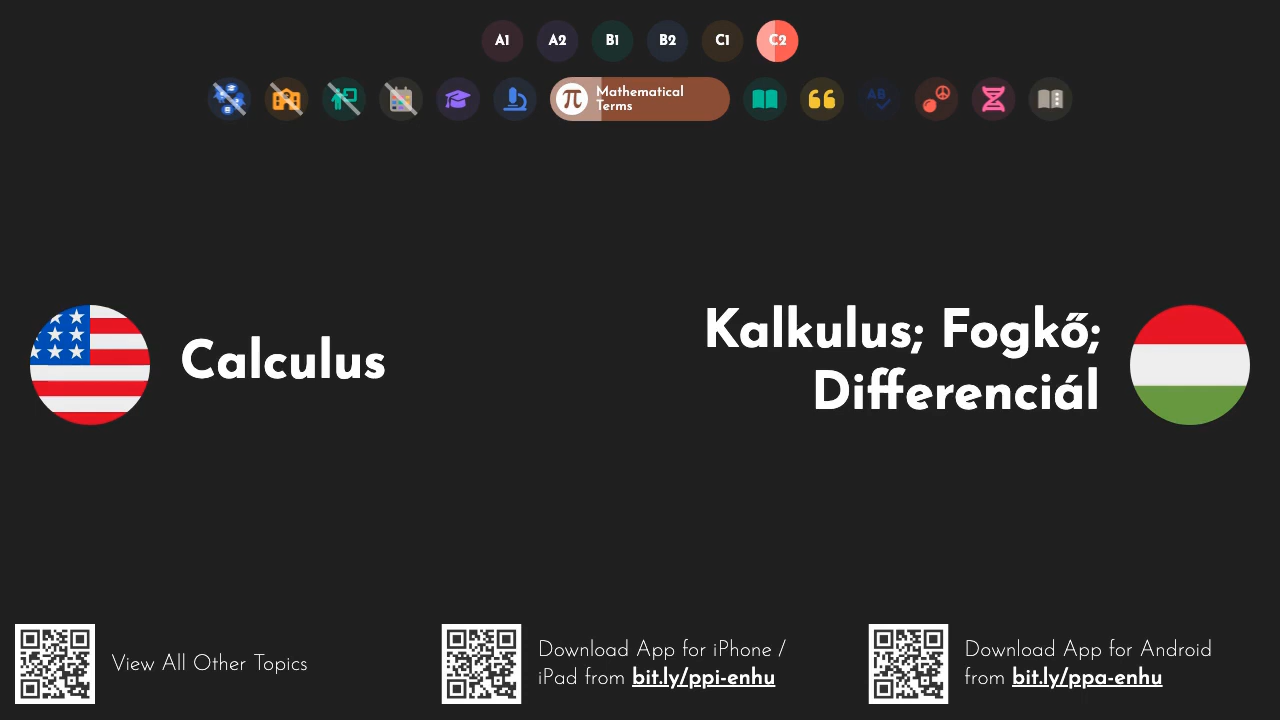 A1 A2 B1 B2 C1 C2
Mathematical
Terms
Calculus
Kalkulus; Fogkő;
Differenciál
View All Other Topics
Download App for iPhone /
iPad from bit.ly/ppi-enhu
Download App for Android
from bit.ly/ppa-enhu